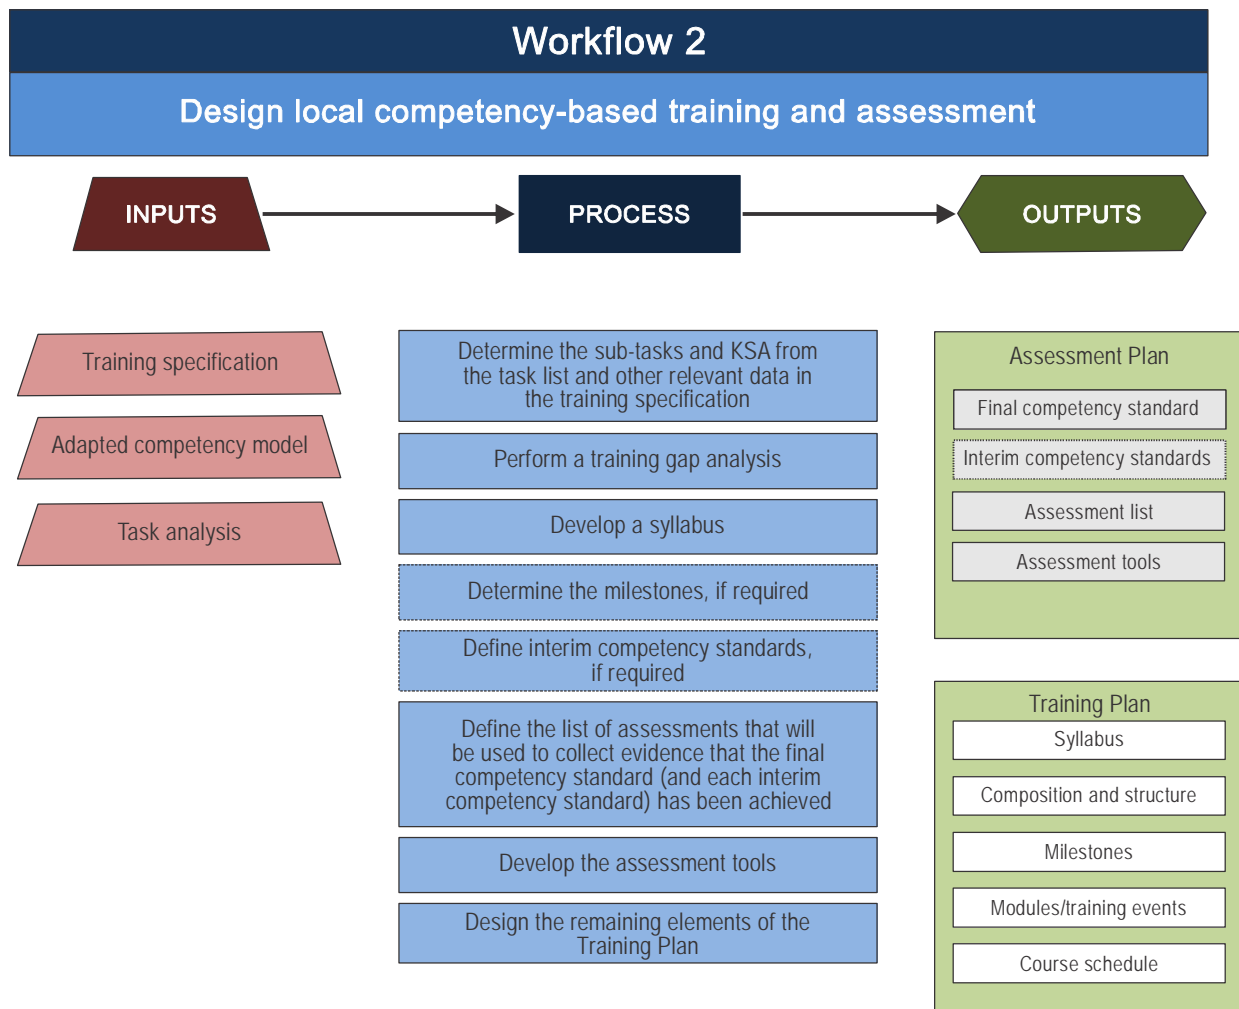 Workflow 2
Design local competency-based training and assessment
INPUTS
PROCESS
OUTPUTS
Training specification
Adapted competency model
Task analysis
Determine the sub-tasks and KSA from
the task list and other relevant data in
the training specification
Perform a training gap analysis
Develop a syllabus
Determine the milestones, if required
Define interim competency standards,
if required
Define the list of assessments that will
be used to collect evidence that the final
competency standard (and each interim
competency standard) has been achieved
Develop the assessment tools
Design the remaining elements of the
Training Plan
Assessment Plan
Final competency standard
Interim competency standards
Assessment list
Assessment tools
Training Plan
Syllabus
Composition and structure
Milestones
Modules/training events
Course schedule